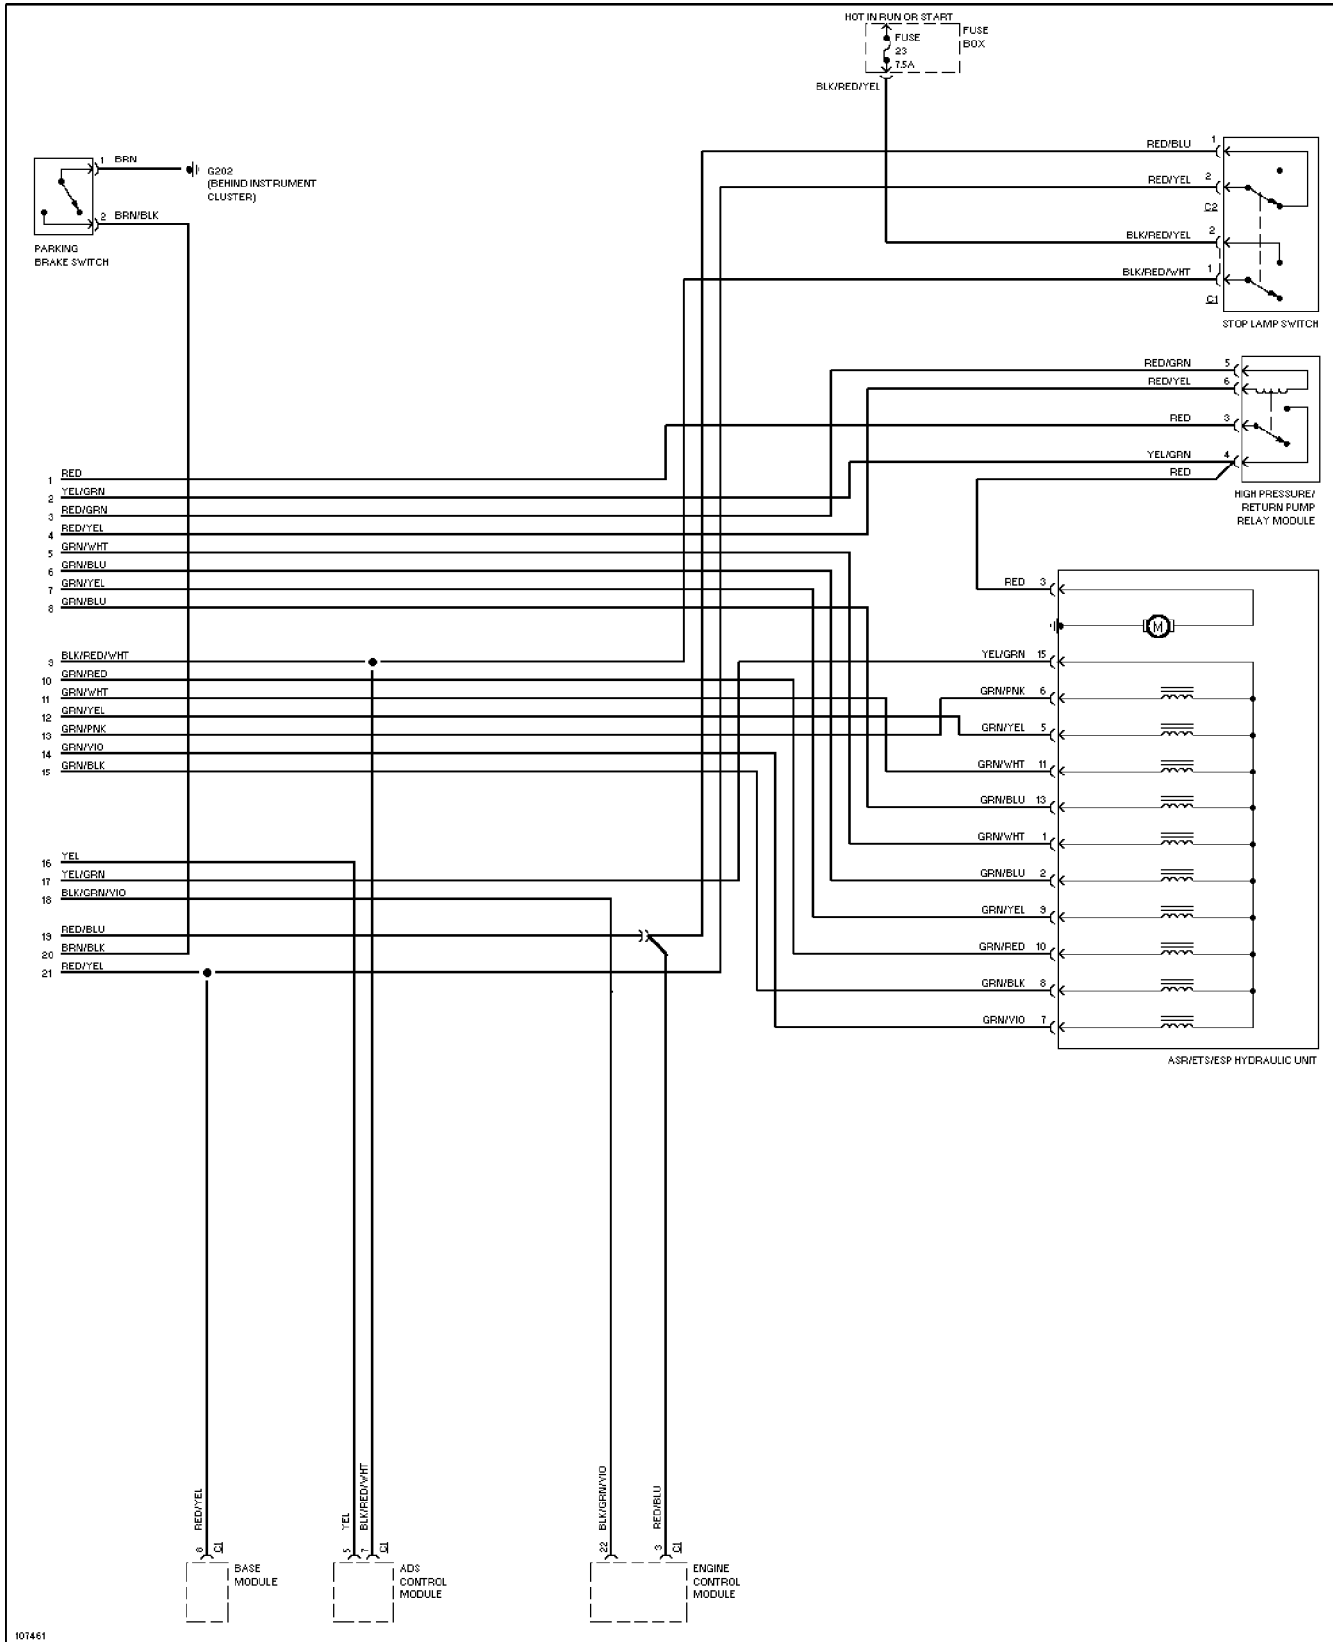 HOT IN RUN OR START
FUSE
23
7.5A
FUSE
BOX
BLK/RED/YEL
1 BRN
G202
(BEHIND INSTRUMENT
CLUSTER)
2 BRN/BLK
PARKING
BRAKE SWITCH
RED/BLU 1
RED/YEL 2
C2
BLK/RED/YEL 2
BLK/RED/WHT 1
C1
STOP LAMP SWITCH
RED/GRN 5
RED/YEL 6
RED 3
YEL/GRN 4
RED
HIGH PRESSURE/
RETURN PUMP
RELAY MODULE
1 RED
2 YEL/GRN
3 RED/GRN
4 RED/YEL
5 GRN/WHT
6 GRN/BLU
7 GRN/YEL
8 GRN/BLU
9 BLK/RED/WHT
10 GRN/RED
11 GRN/WHT
12 GRN/YEL
13 GRN/PNK
14 GRN/VIO
15 GRN/BLK
16 YEL
17 YEL/GRN
18 BLK/GRN/VIO
19 RED/BLU
20 BRN/BLK
21 RED/YEL
RED 3
M
YEL/GRN 15
GRN/PNK 6
GRN/YEL 5
GRN/WHT 11
GRN/BLU 13
GRN/WHT 1
GRN/BLU 2
GRN/YEL 9
GRN/RED 10
GRN/BLK 8
GRN/VIO 7
ASR/ETS/ESP HYDRAULIC UNIT
RED/YEL
8
C1
BASE
MODULE
YEL
5
BLK/RED/WHT
7
C1
ADS
CONTROL
MODULE
BLK/GRN/VIO
22
RED/BLU
3
C1
ENGINE
CONTROL
MODULE
107461